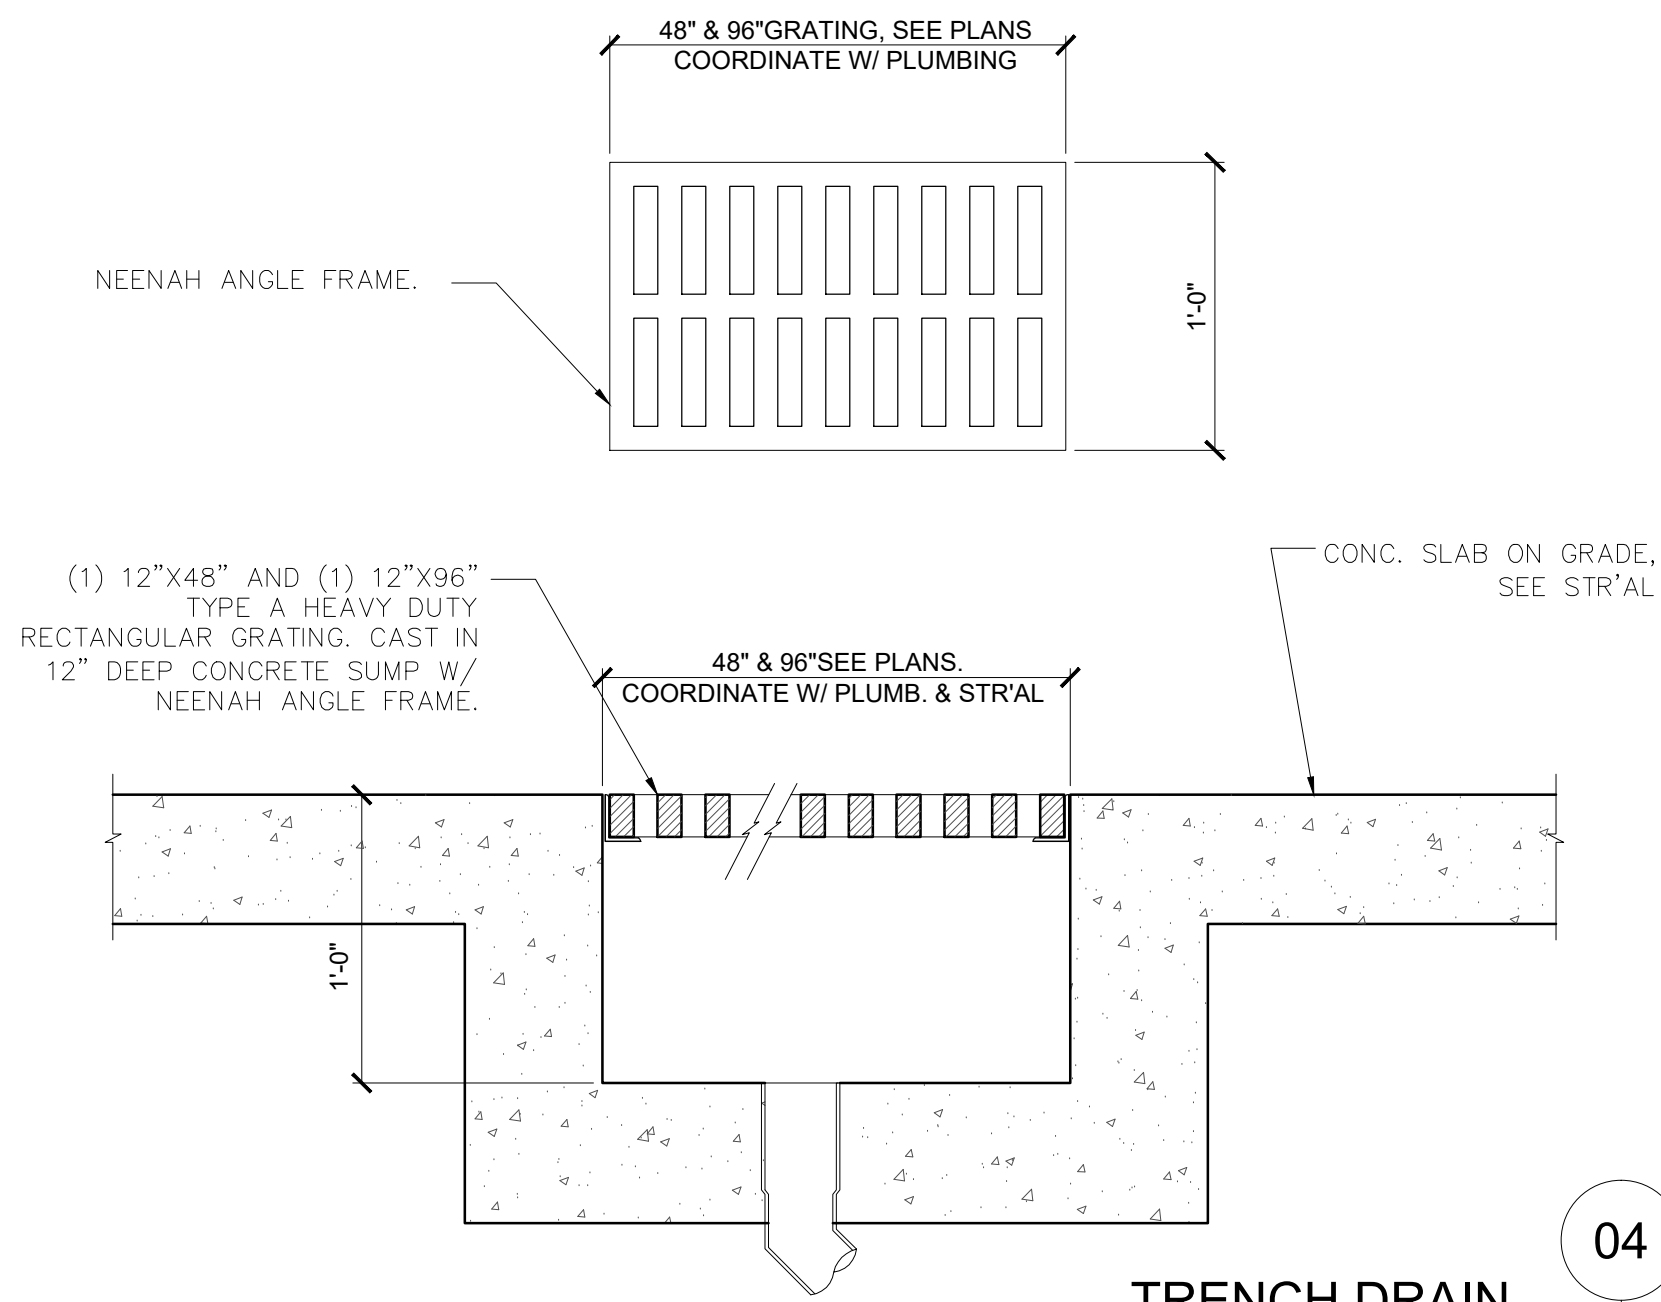 48" & 96"GRATING, SEE PLANS
COORDINATE W/ PLUMBING
NEENAH ANGLE FRAME.
1'-0"
(1) 12”X48” AND (1) 12”X96”
TYPE A HEAVY DUTY
RECTANGULAR GRATING. CAST IN
12” DEEP CONCRETE SUMP W/
NEENAH ANGLE FRAME.
CONC. SLAB ON GRADE,
SEE STR’AL
48" & 96"SEE PLANS.
COORDINATE W/ PLUMB. & STR'AL
1'-0"
04
TRENCH DRAIN